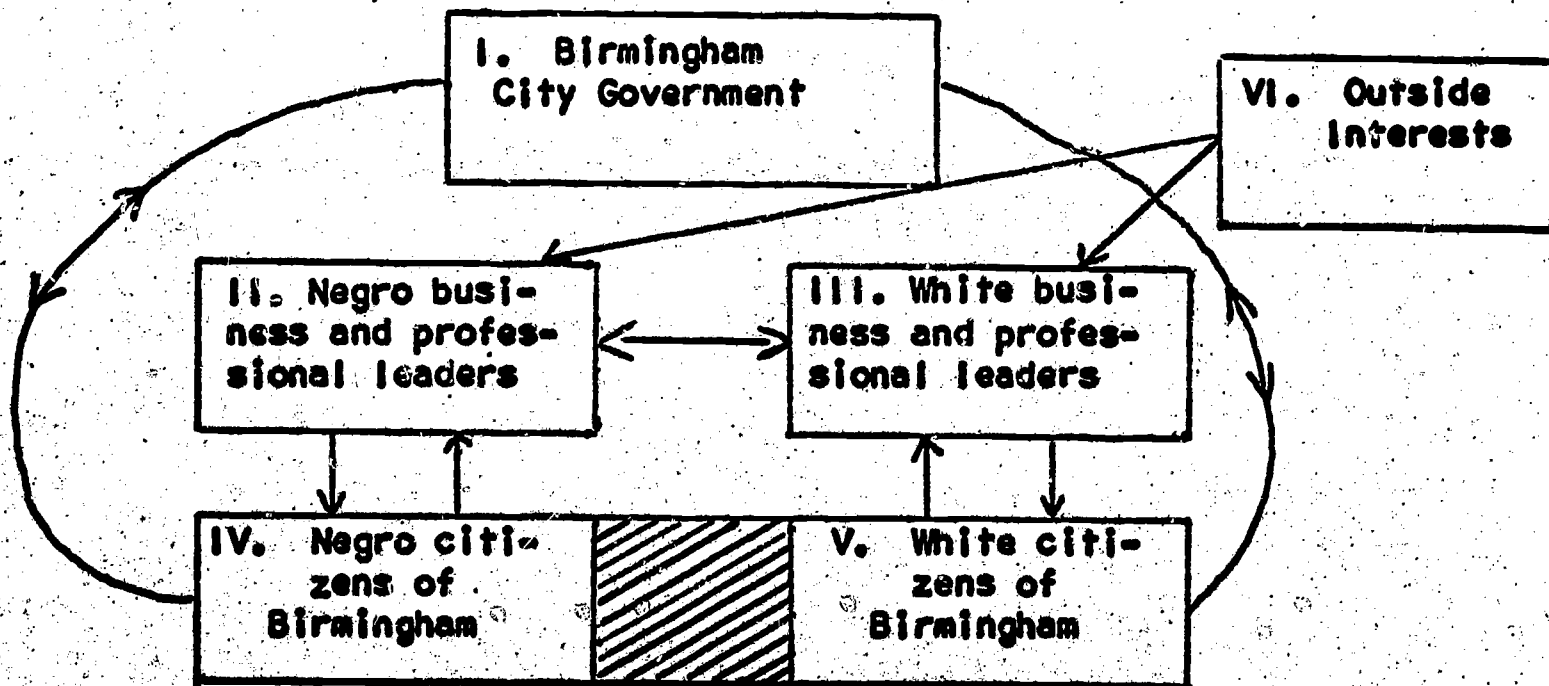 I. Birmingham
City Government
VI. Outside
Interests
II. Negro busi-
ness and profes-
sional leaders
III. White busi-
ness and profes-
sional leaders
IV. Negro citi-
zens of
Birmingham
V. White citi-
zens of
Birmingham